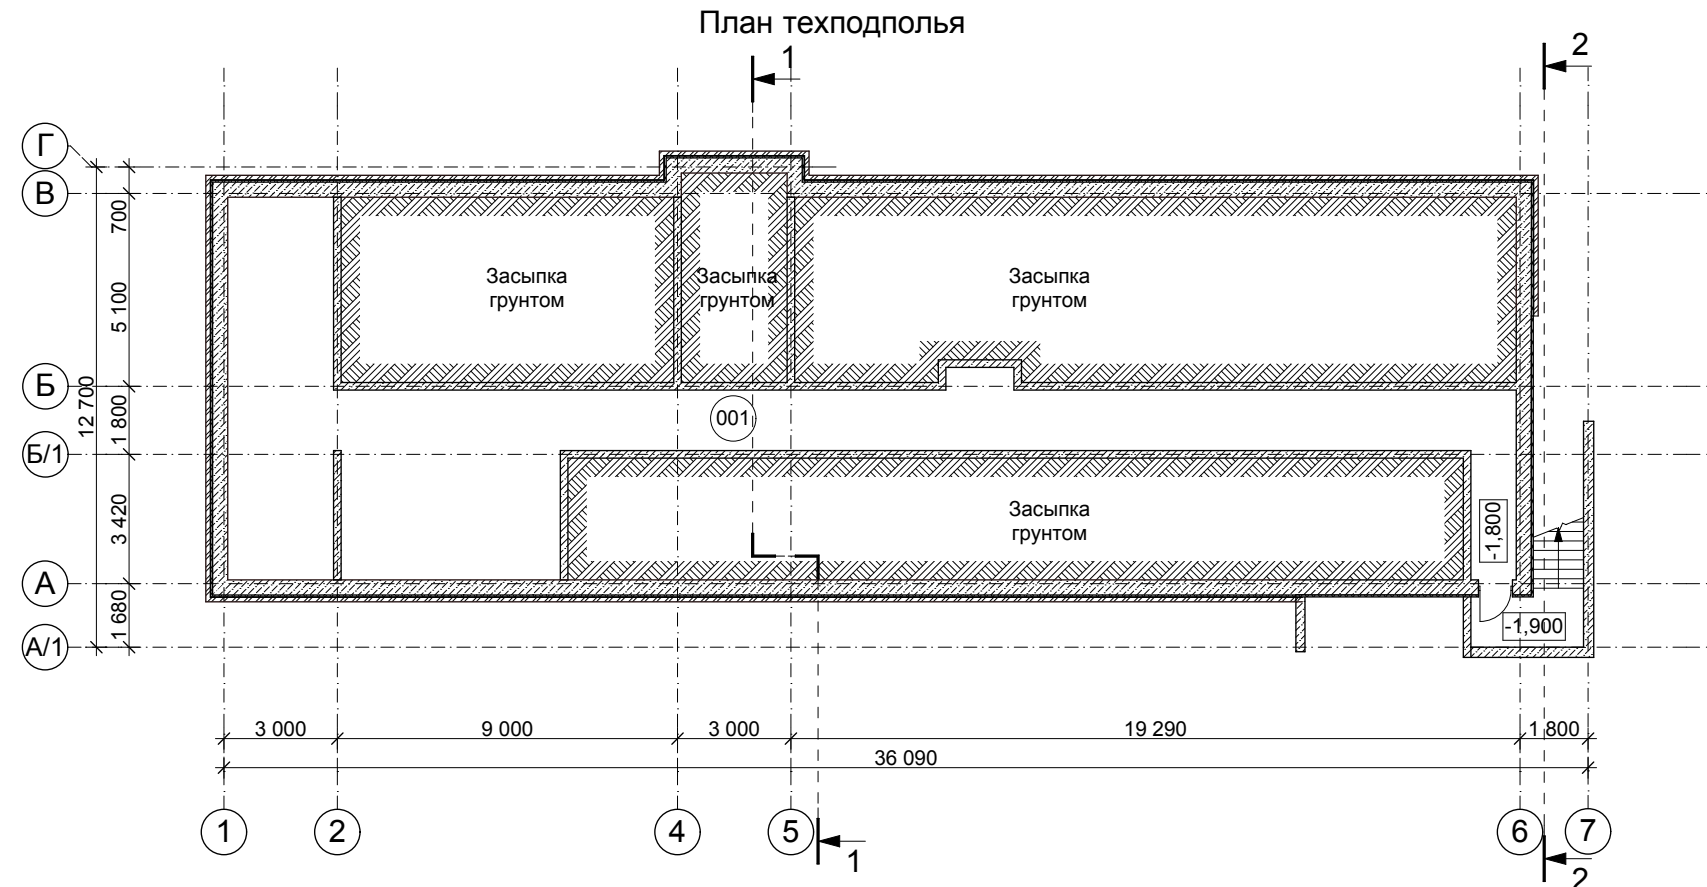 План техподполья
1
2
Г
В
700
Засыпка
грунтом
Засыпка
грунтом
Засыпка
грунтом
5 100
Б
12 700
1 800
001
Б/1
3 420
Засыпка
грунтом
-1,800
А
1 680
-1,900
А/1
3 000
9 000
3 000
19 290
1 800
36 090
1
2
4
5
6
7
1
2